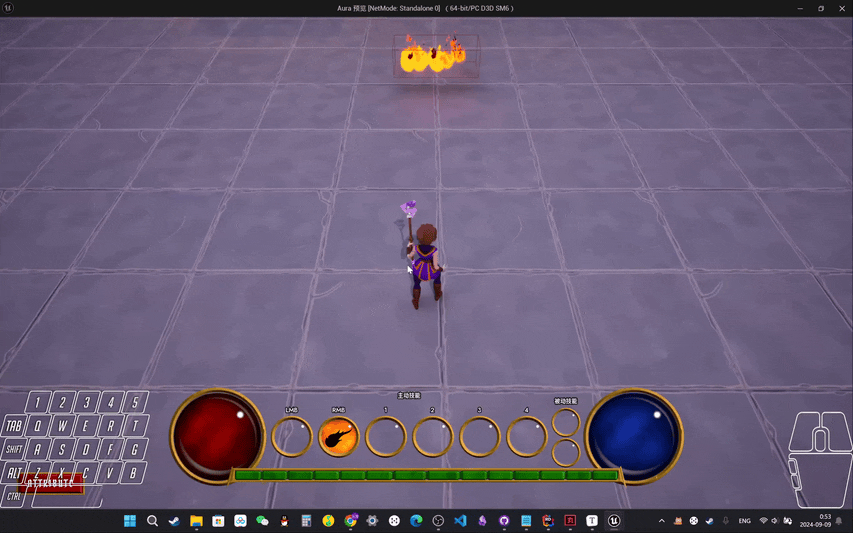 Aura 预览 [NetMode: Standalone 0] ( 64-bit/PC D3D SM6 )
主动技能
被动技能
LMB
RMB
1
2
3
4
1 2 3 4 5
TAB Q W E R T
SHIFT A S D F G
ALT Z X C V B
ATTRIBUTE
CTRL
ENG
0:53
2024-09-09